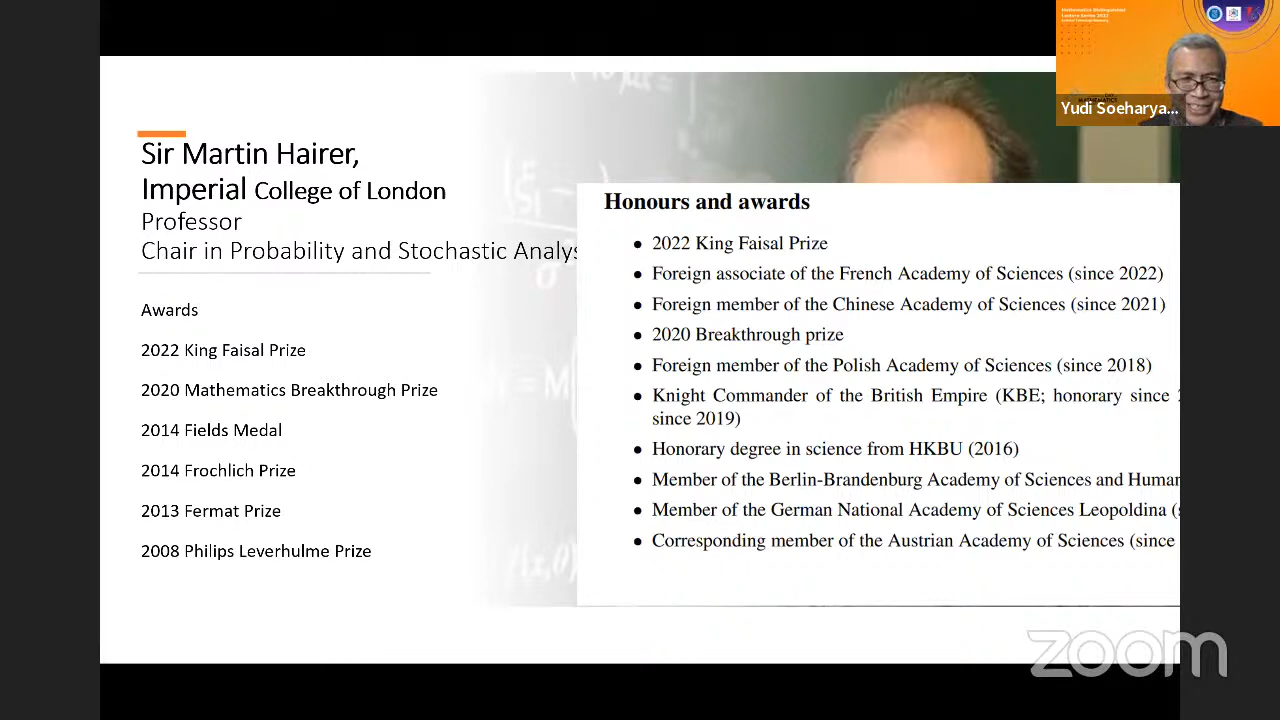 Mathematics Distinguished
Lecture Series 2022
Yudi Soeharya...
Sir Martin Hairer,
Imperial College of London
Professor
Chair in Probability and Stochastic Analys
Awards
2022 King Faisal Prize
2020 Mathematics Breakthrough Prize
2014 Fields Medal
2014 Frochlich Prize
2013 Fermat Prize
2008 Philips Leverhulme Prize
Honours and awards
• 2022 King Faisal Prize
• Foreign associate of the French Academy of Sciences (since 2022)
• Foreign member of the Chinese Academy of Sciences (since 2021)
• 2020 Breakthrough prize
• Foreign member of the Polish Academy of Sciences (since 2018)
• Knight Commander of the British Empire (KBE; honorary since
since 2019)
• Honorary degree in science from HKBU (2016)
• Member of the Berlin-Brandenburg Academy of Sciences and Human
• Member of the German National Academy of Sciences Leopoldina (
• Corresponding member of the Austrian Academy of Sciences (since
zoom